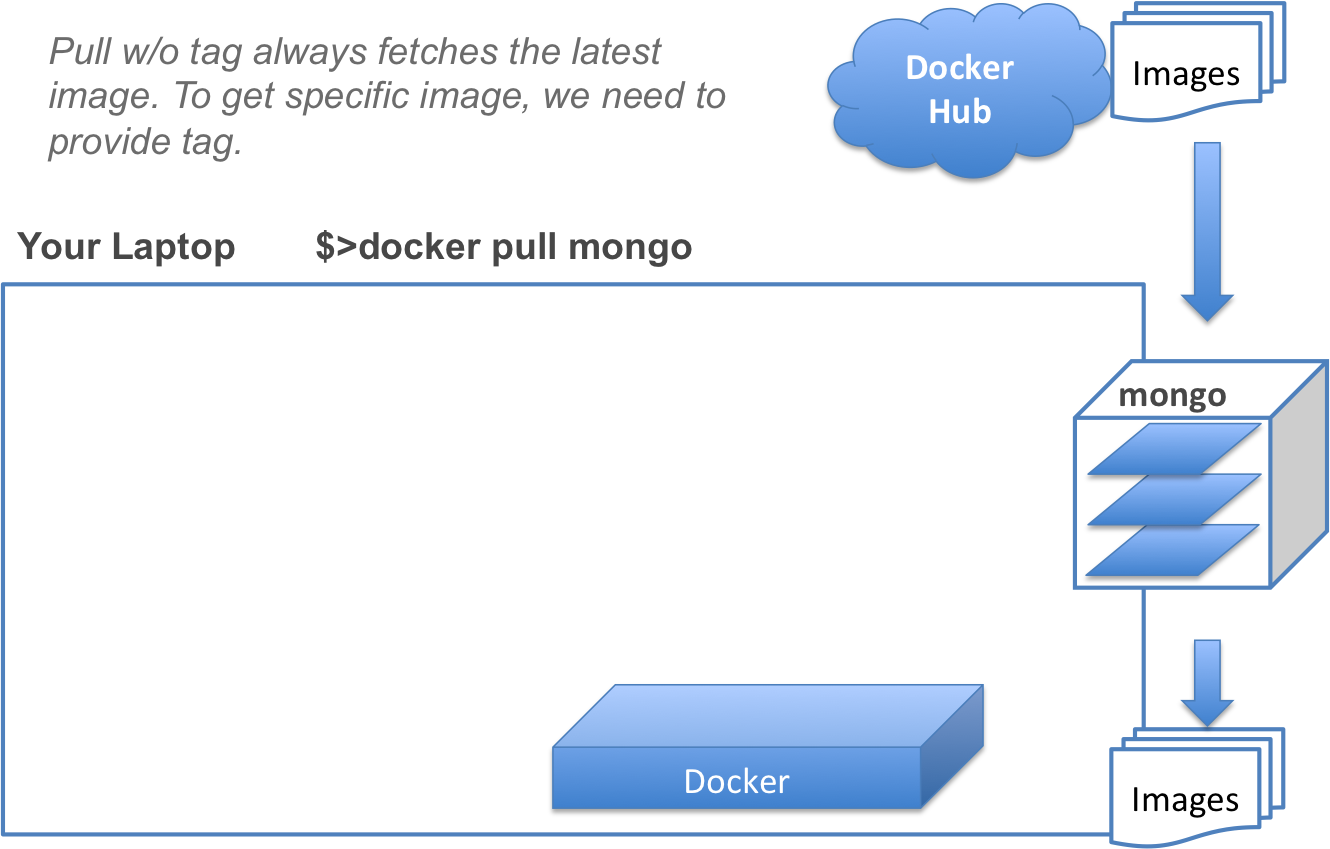 Pull w/o tag always fetches the latest
image. To get specific image, we need to
provide tag.
Docker
Hub
Images
Your Laptop $>docker pull mongo
mongo
Docker
Images